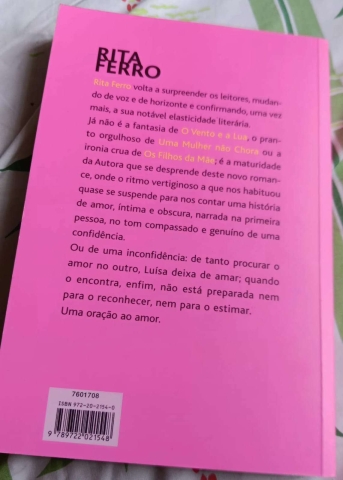 RITA
FERRO
Rita Ferro volta a surpreender os leitores, mudan-
do de voz e de horizonte e confirmando, uma vez
mais, a sua notável elasticidade literária.
Já não é a fantasia de O Vento e a Lua, o pran-
to orgulhoso de Uma Mulher não Chora ou a
ironia crua de Os Filhos da Mãe; é a maturidade
da Autora que se desprende deste novo roman-
ce, onde o ritmo vertiginoso a que nos habituou
quase se suspende para nos contar uma história
de amor, íntima e obscura, narrada na primeira
pessoa, no tom compassado e genuíno de uma
confidência.
Ou de uma inconfidência: de tanto procurar o
amor no outro, Luísa deixa de amar; quando
o encontra, enfim, não está preparada nem
para o reconhecer, nem para o estimar.
Uma oração ao amor.
7601708
ISBN 972-20-2154-0
9 789722 021548